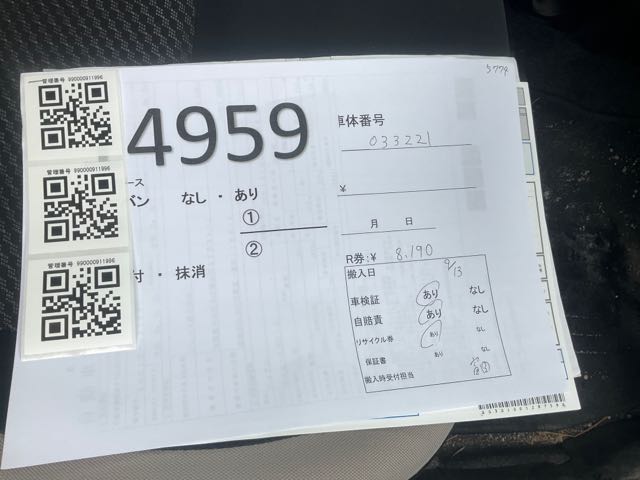 5779
管理番号 990000911996
4959
車体番号
033221
管理番号 990000911996
ース
バン なし ・ あり
¥
①
月 日
②
R券:¥ 8,190
管理番号 990000911996
付 ・ 抹消
搬入日 9/13
車検証 あり なし
自賠責 あり なし
リサイクル券 あり なし
保証書 あり なし
搬入時受付担当